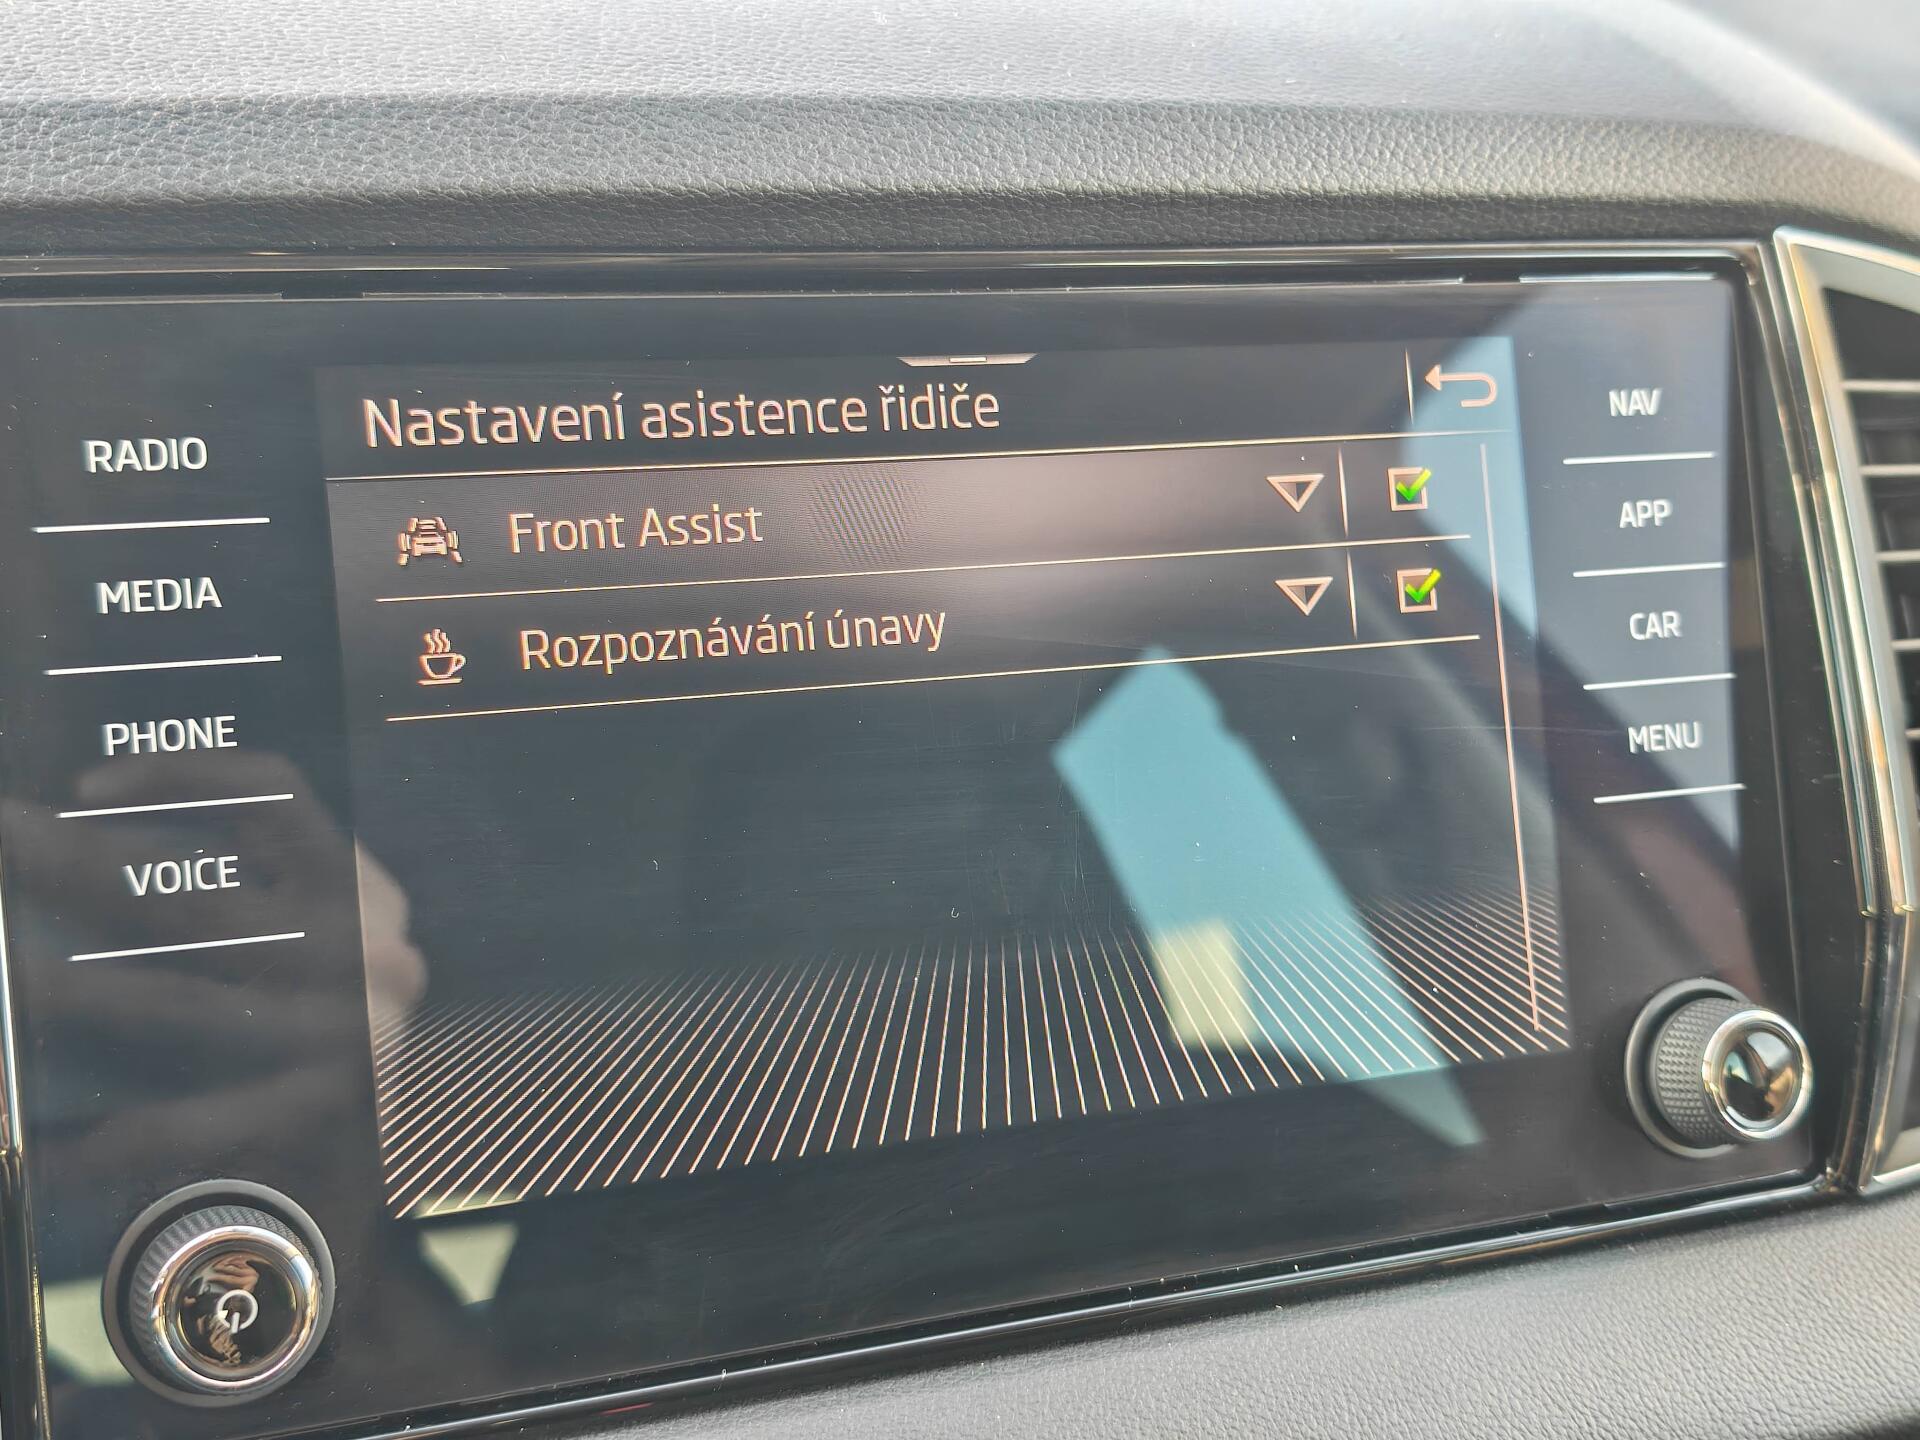 RADIO
MEDIA
PHONE
VOICE
Nastavení asistence řidiče
Front Assist
Rozpoznávání únavy
NAV
APP
CAR
MENU